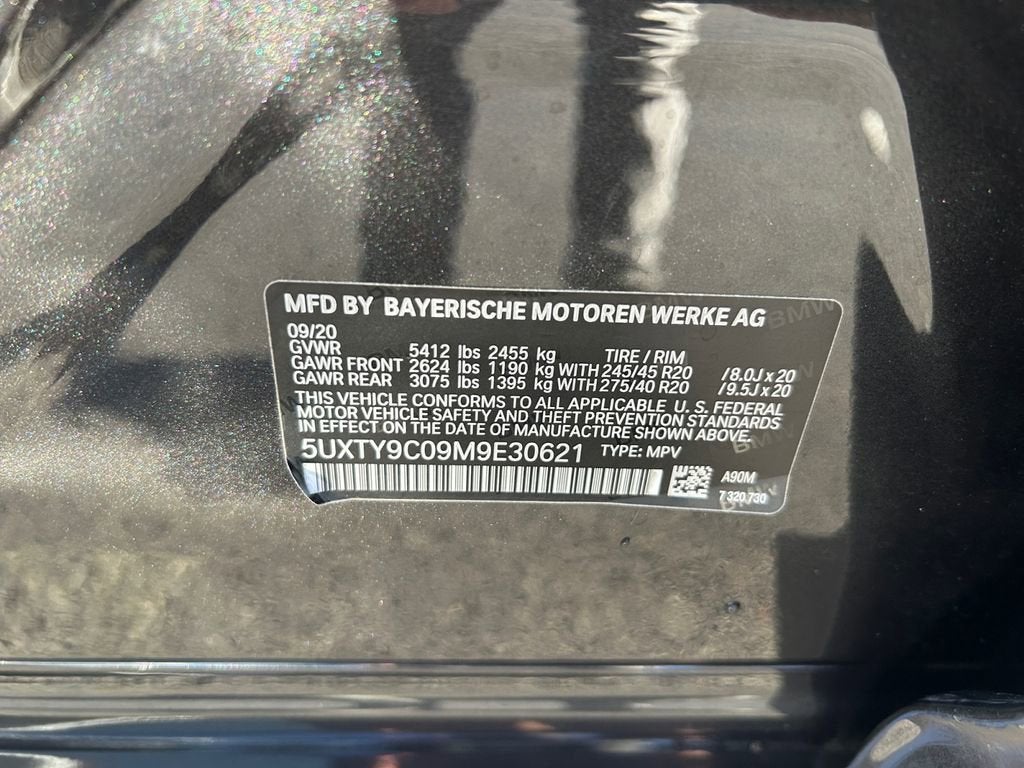 MFD BY BAYERISCHE MOTOREN WERKE AG
09/20
GVWR 5412 lbs 2455 kg TIRE / RIM
GAWR FRONT 2624 lbs 1190 kg WITH 245/45 R20 /8.0J x 20
GAWR REAR 3075 lbs 1395 kg WITH 275/40 R20 /9.5J x 20
THIS VEHICLE CONFORMS TO ALL APPLICABLE U. S. FEDERAL
MOTOR VEHICLE SAFETY AND THEFT PREVENTION STANDARDS
IN EFFECT ON THE DATE OF MANUFACTURE SHOWN ABOVE.
5UXTY9C09M9E30621 TYPE: MPV
A90M
7 320 730
BMW
BMW
BMW